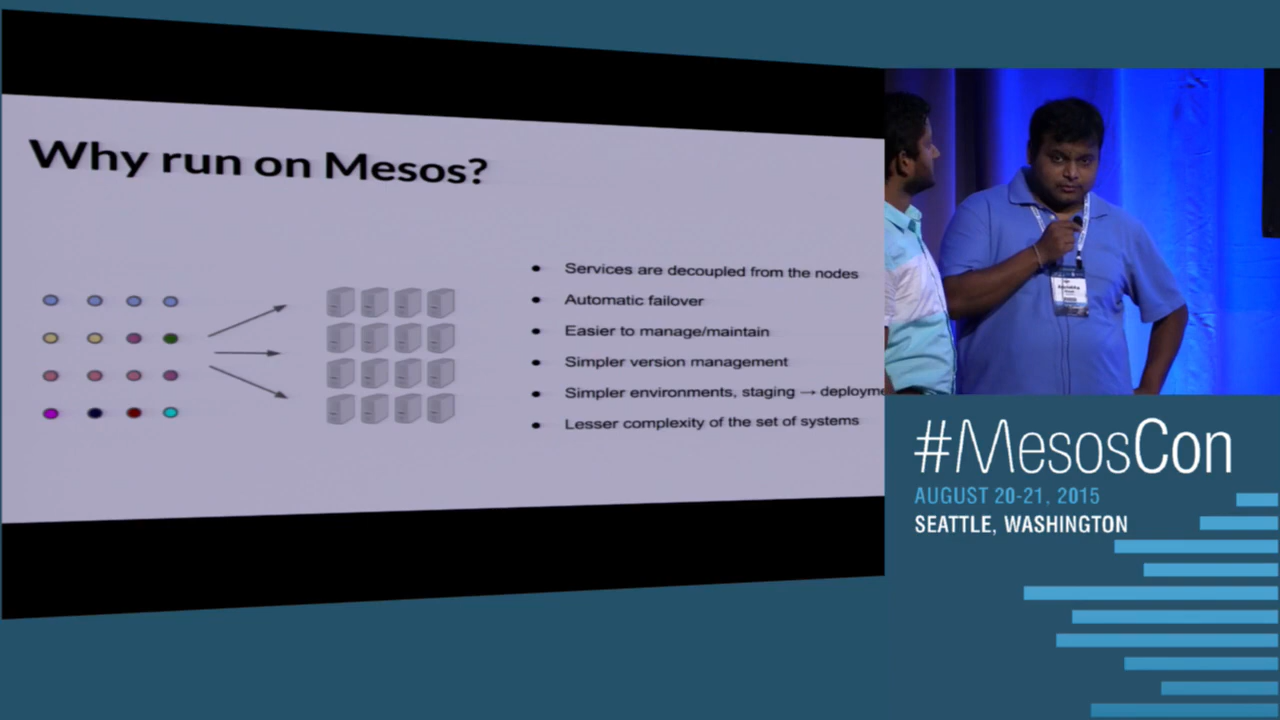 Why run on Mesos?
● Services are decoupled from the nodes
● Automatic failover
● Easier to manage/maintain
● Simpler version management
● Simpler environments, staging → deployme
● Lesser complexity of the set of systems
#MesosCon
AUGUST 20-21, 2015
SEATTLE, WASHINGTON